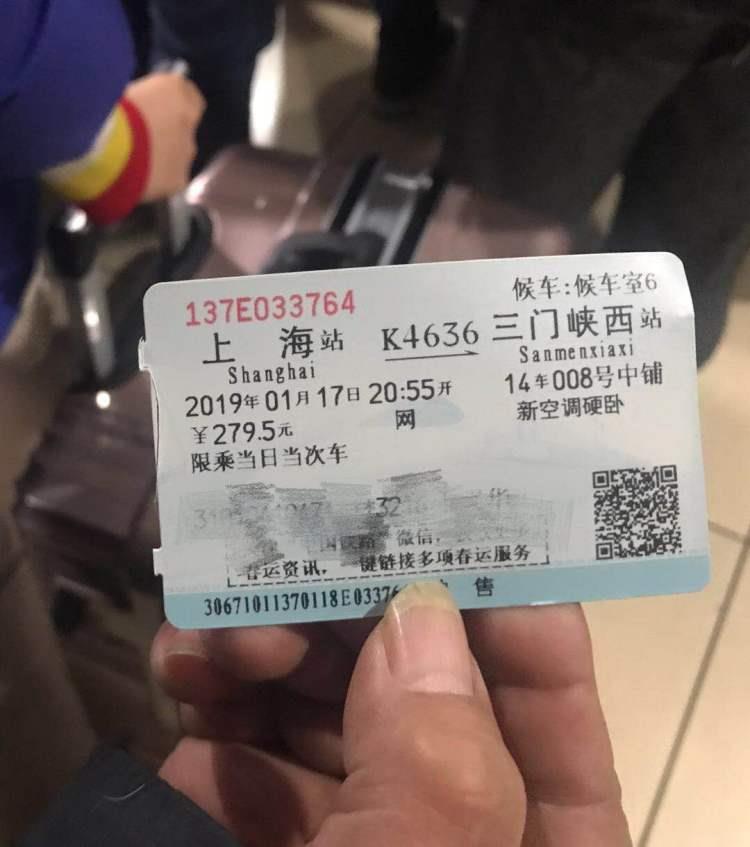 137E033764
候车:候车室6
上海站 K4636 三门峡西站
Shanghai Sanmenxiaxi
2019年01月17日 20:55开 14车008号中铺
¥279.5元 网 新空调硬卧
限乘当日当次车
微信,
春运资讯, 键链接多项春运服务
30671011370118E03376 售